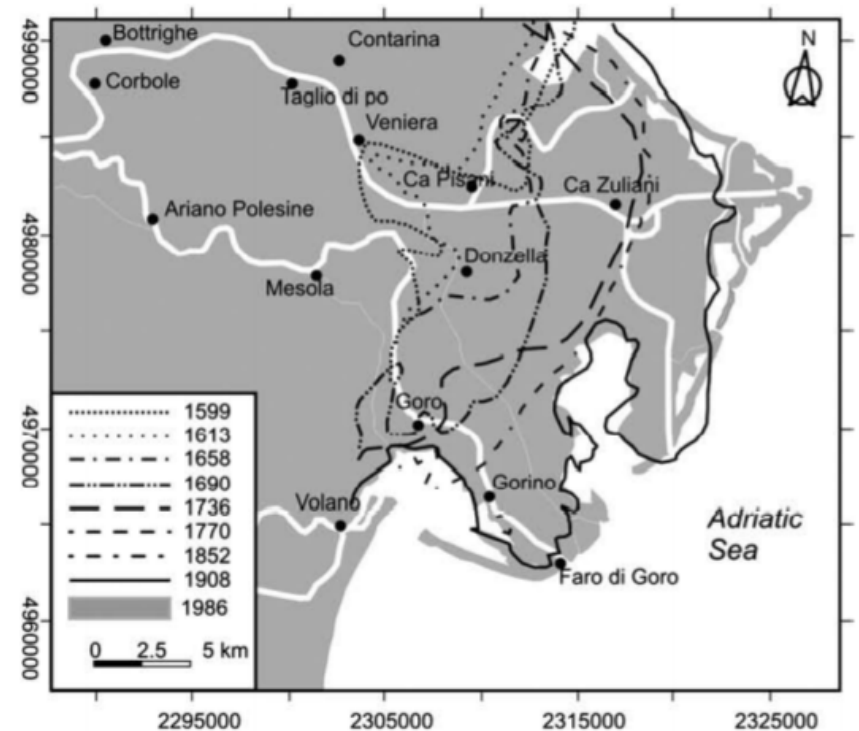 Bottrighe
Contarina
N
Corbole
Taglio di po
Veniera
Ca Pisani
Ca Zuliani
Ariano Polesine
Donzella
Mesola
Goro
Gorino
Volano
Adriatic
Sea
Faro di Goro
1599
1613
1658
1690
1736
1770
1852
1908
1986
0 2.5 5 km
4990000
4980000
4970000
4960000
2295000 2305000 2315000 2325000